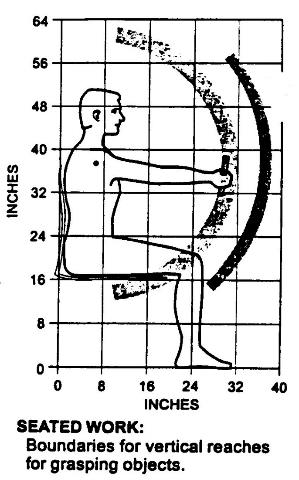 64
56
48
40
32
24
16
8
0
INCHES
0 8 16 24 32 40
INCHES
SEATED WORK:
Boundaries for vertical reaches
for grasping objects.